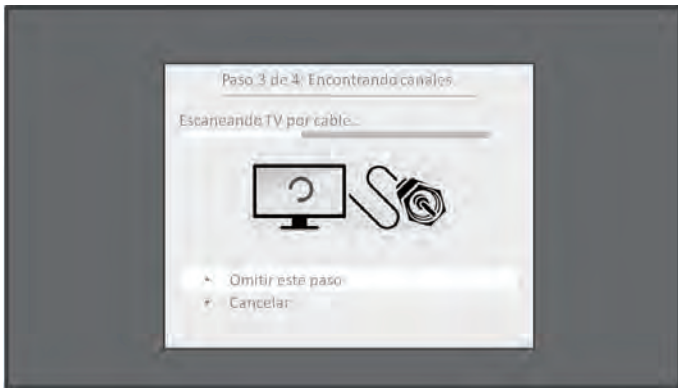 Paso 3 de 4: Encontrando canales
Escaneando TV por cable...
Omitir este paso
Cancelar